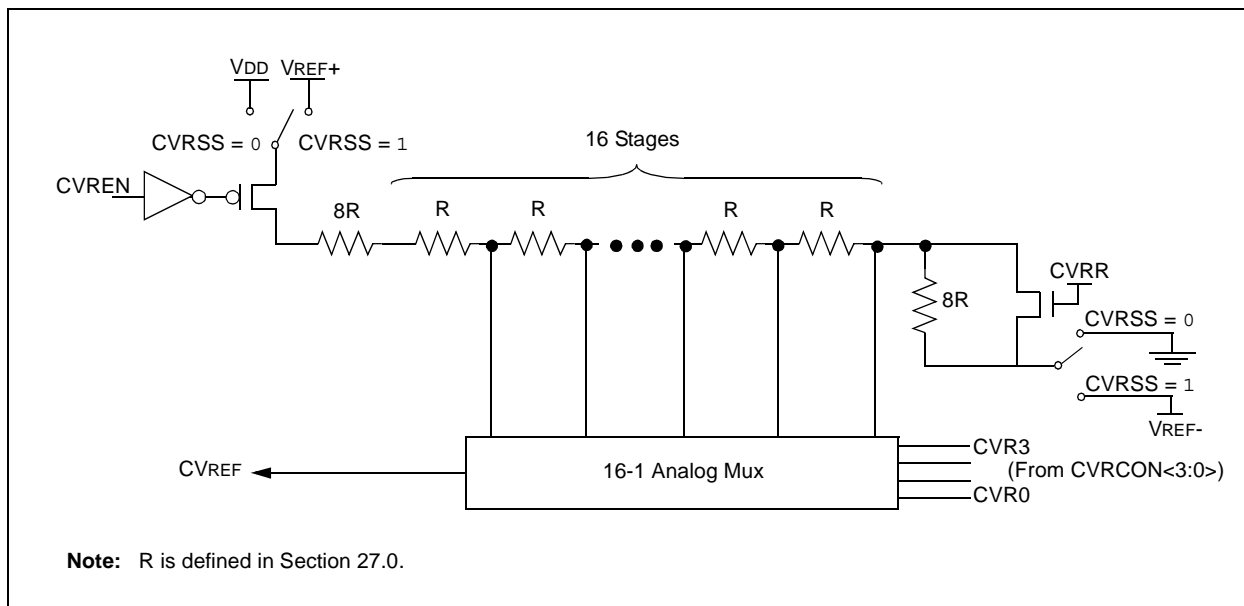 VDD VREF+
CVRSS = 0 CVRSS = 1
16 Stages
CVREN
8R R R R R
CVRR
8R
CVRSS = 0
CVRSS = 1
VREF-
CVREF
16-1 Analog Mux
CVR3
(From CVRCON<3:0>)
CVR0
Note: R is defined in Section 27.0.